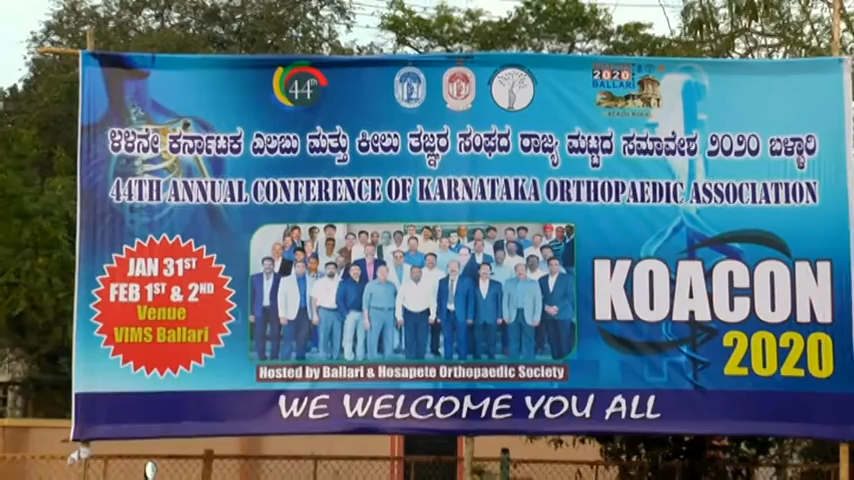 44th
2020
BALLARI
೪೪ನೇ ಕರ್ನಾಟಕ ಎಲಬು ಮತ್ತು ಕೀಲು ತಜ್ಞರ ಸಂಘದ ರಾಜ್ಯ ಮಟ್ಟದ ಸಮಾವೇಶ ೨೦೨೦ ಬಳ್ಳಾರಿ
44TH ANNUAL CONFERENCE OF KARNATAKA ORTHOPAEDIC ASSOCIATION
JAN 31ST
FEB 1ST & 2ND
Venue
VIMS Ballari
KOACON
2020
Hosted by Ballari & Hosapete Orthopaedic Society
WE WELCOME YOU All